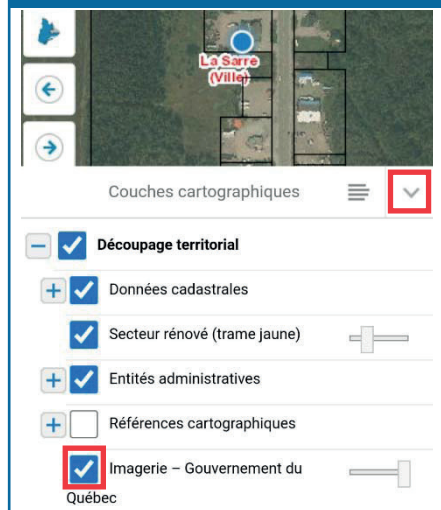 La Sarre
(Ville)
Couches cartographiques
Découpage territorial
Données cadastrales
Secteur rénové (trame jaune)
Entités administratives
Références cartographiques
Imagerie – Gouvernement du
Québec